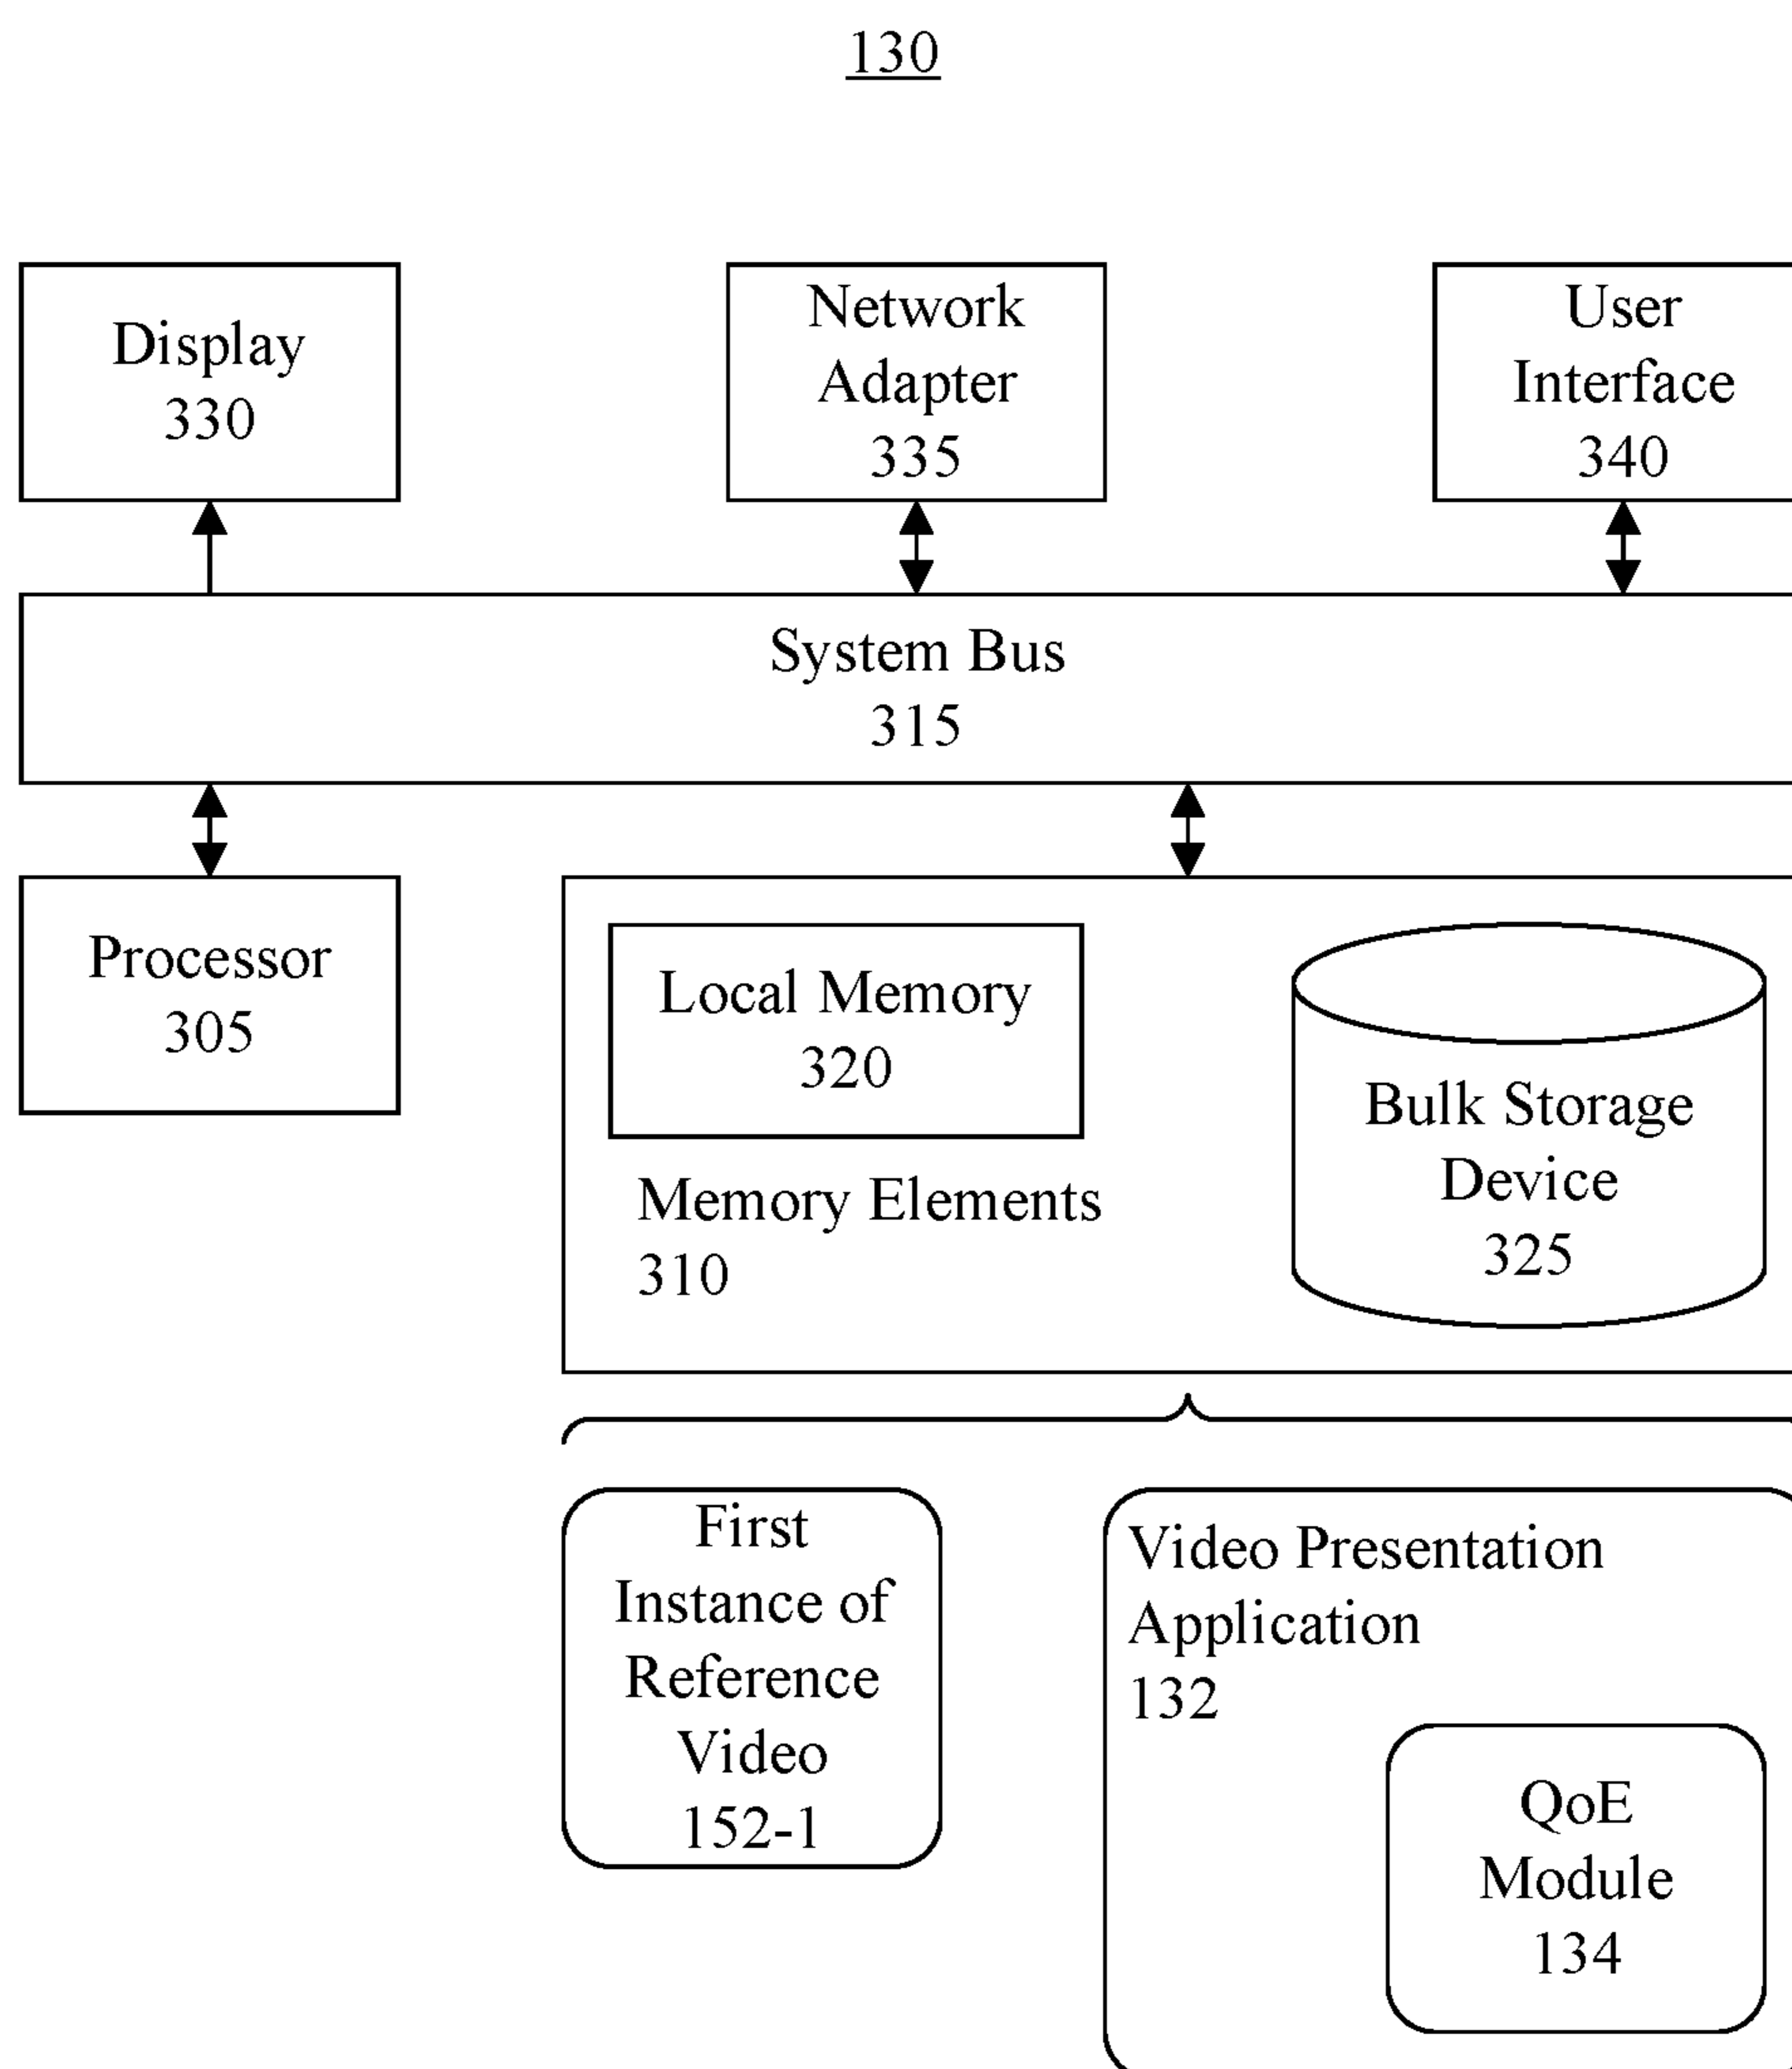 130
Display
330
Network
Adapter
335
User
Interface
340
System Bus
315
Processor
305
Local Memory
320
Memory Elements
310
Bulk Storage
Device
325
First
Instance of
Reference
Video
152-1
Video Presentation
Application
132
QoE
Module
134